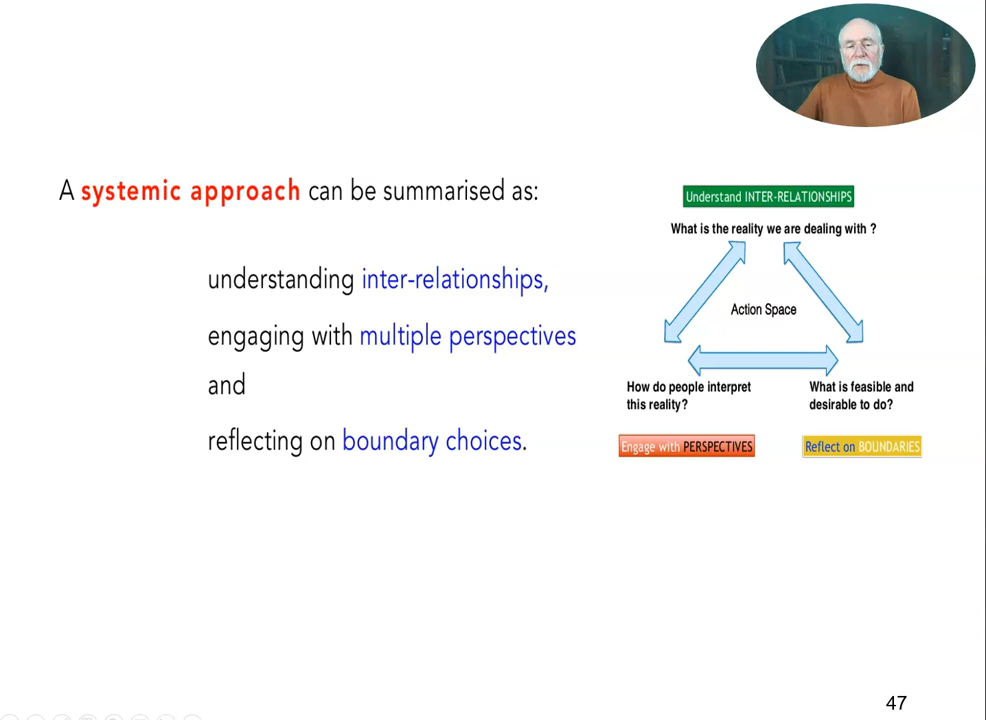 A systemic approach can be summarised as:
understanding inter-relationships,
engaging with multiple perspectives
and
reflecting on boundary choices.
Understand INTER-RELATIONSHIPS
What is the reality we are dealing with ?
Action Space
How do people interpret
this reality?
What is feasible and
desirable to do?
Engage with PERSPECTIVES
Reflect on BOUNDARIES
47